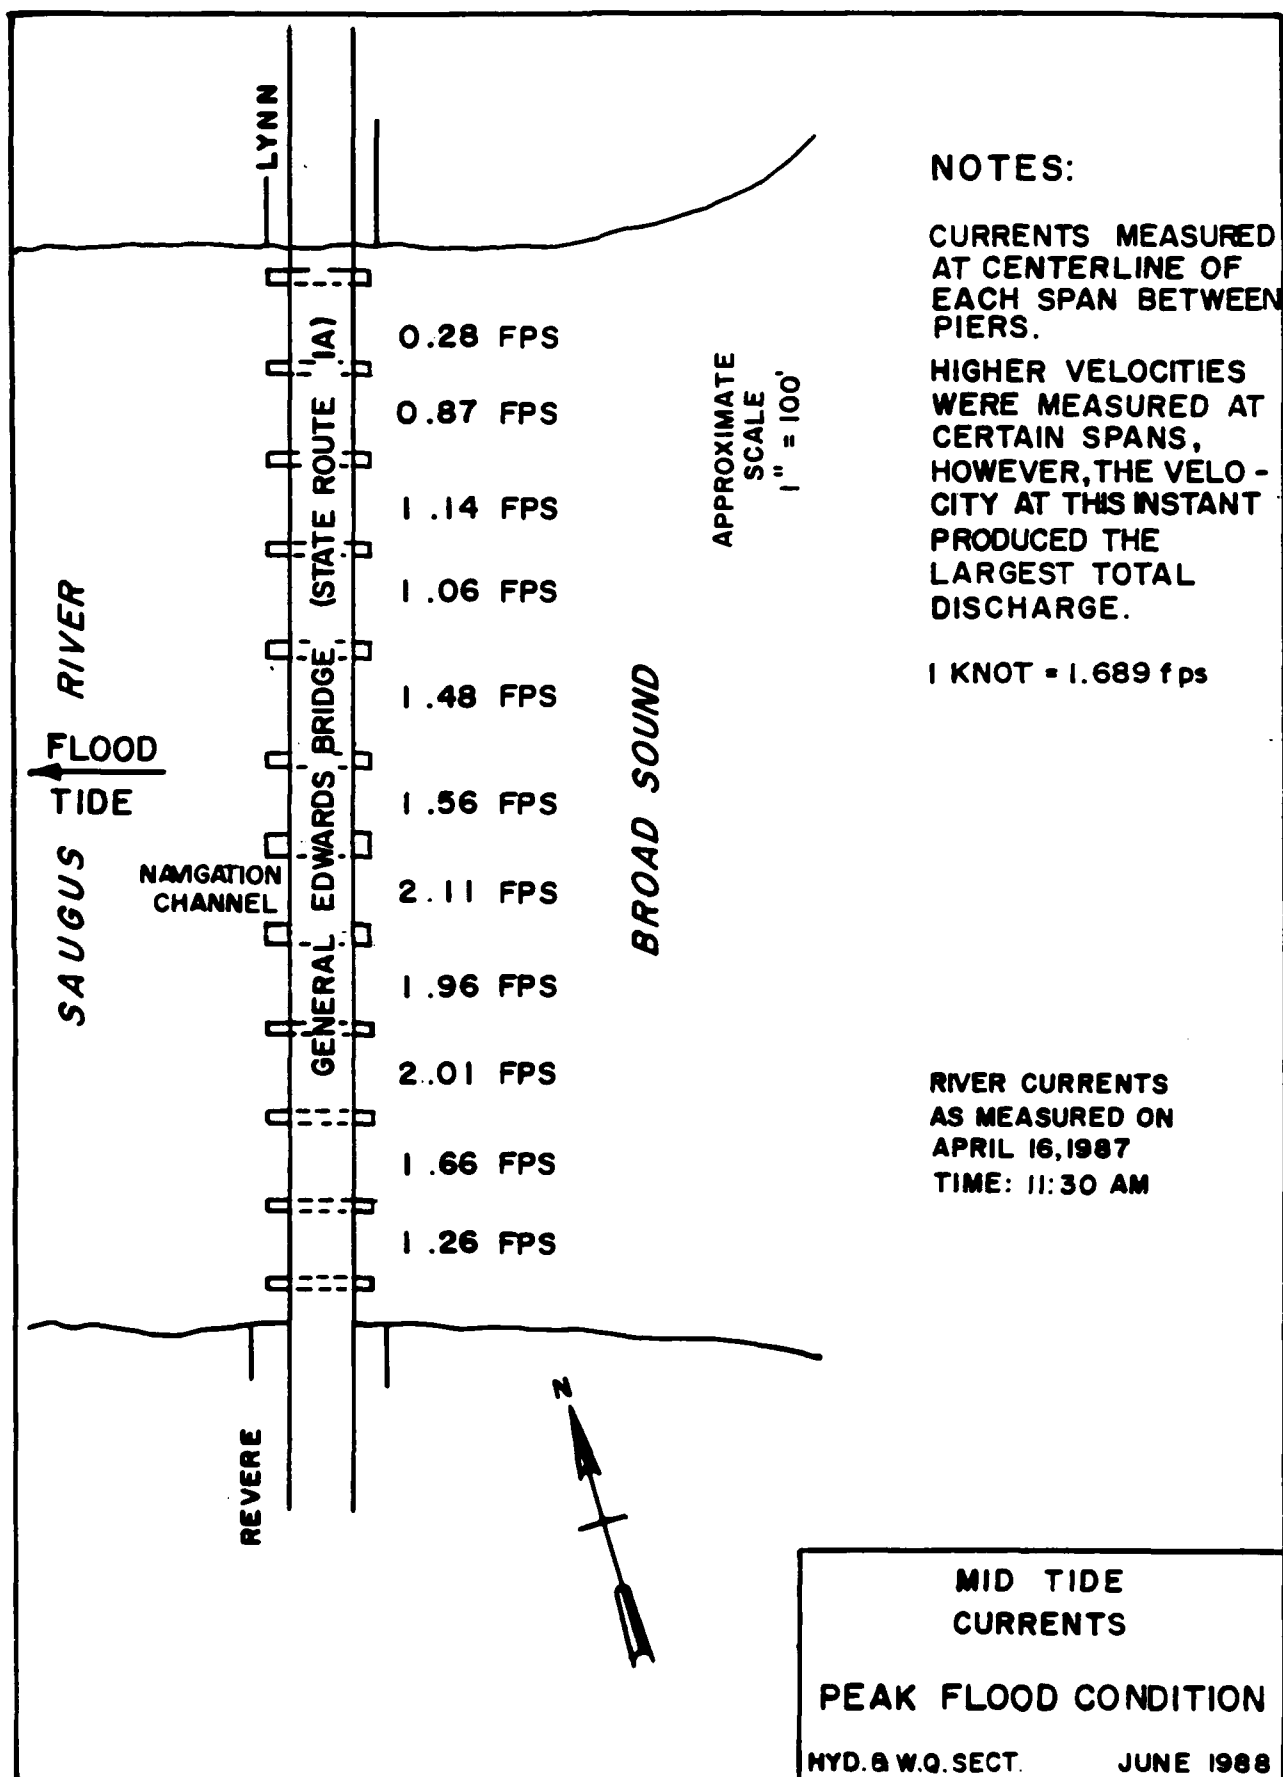 LYNN
NOTES:
CURRENTS MEASURED
AT CENTERLINE OF
EACH SPAN BETWEEN
PIERS.
HIGHER VELOCITIES
WERE MEASURED AT
CERTAIN SPANS,
HOWEVER, THE VELO-
CITY AT THIS INSTANT
PRODUCED THE
LARGEST TOTAL
DISCHARGE.
1 KNOT = 1.689 fps
0.28 FPS
0.87 FPS
1.14 FPS
1.06 FPS
1.48 FPS
1.56 FPS
2.11 FPS
1.96 FPS
2.01 FPS
1.66 FPS
1.26 FPS
GENERAL EDWARDS BRIDGE (STATE ROUTE 1A)
APPROXIMATE
SCALE
1" = 100'
SAUGUS RIVER
FLOOD
TIDE
NAVIGATION
CHANNEL
BROAD SOUND
RIVER CURRENTS
AS MEASURED ON
APRIL 16, 1987
TIME: 11:30 AM
REVERE
N
MID TIDE
CURRENTS
PEAK FLOOD CONDITION
HYD. & W.Q. SECT. JUNE 1988